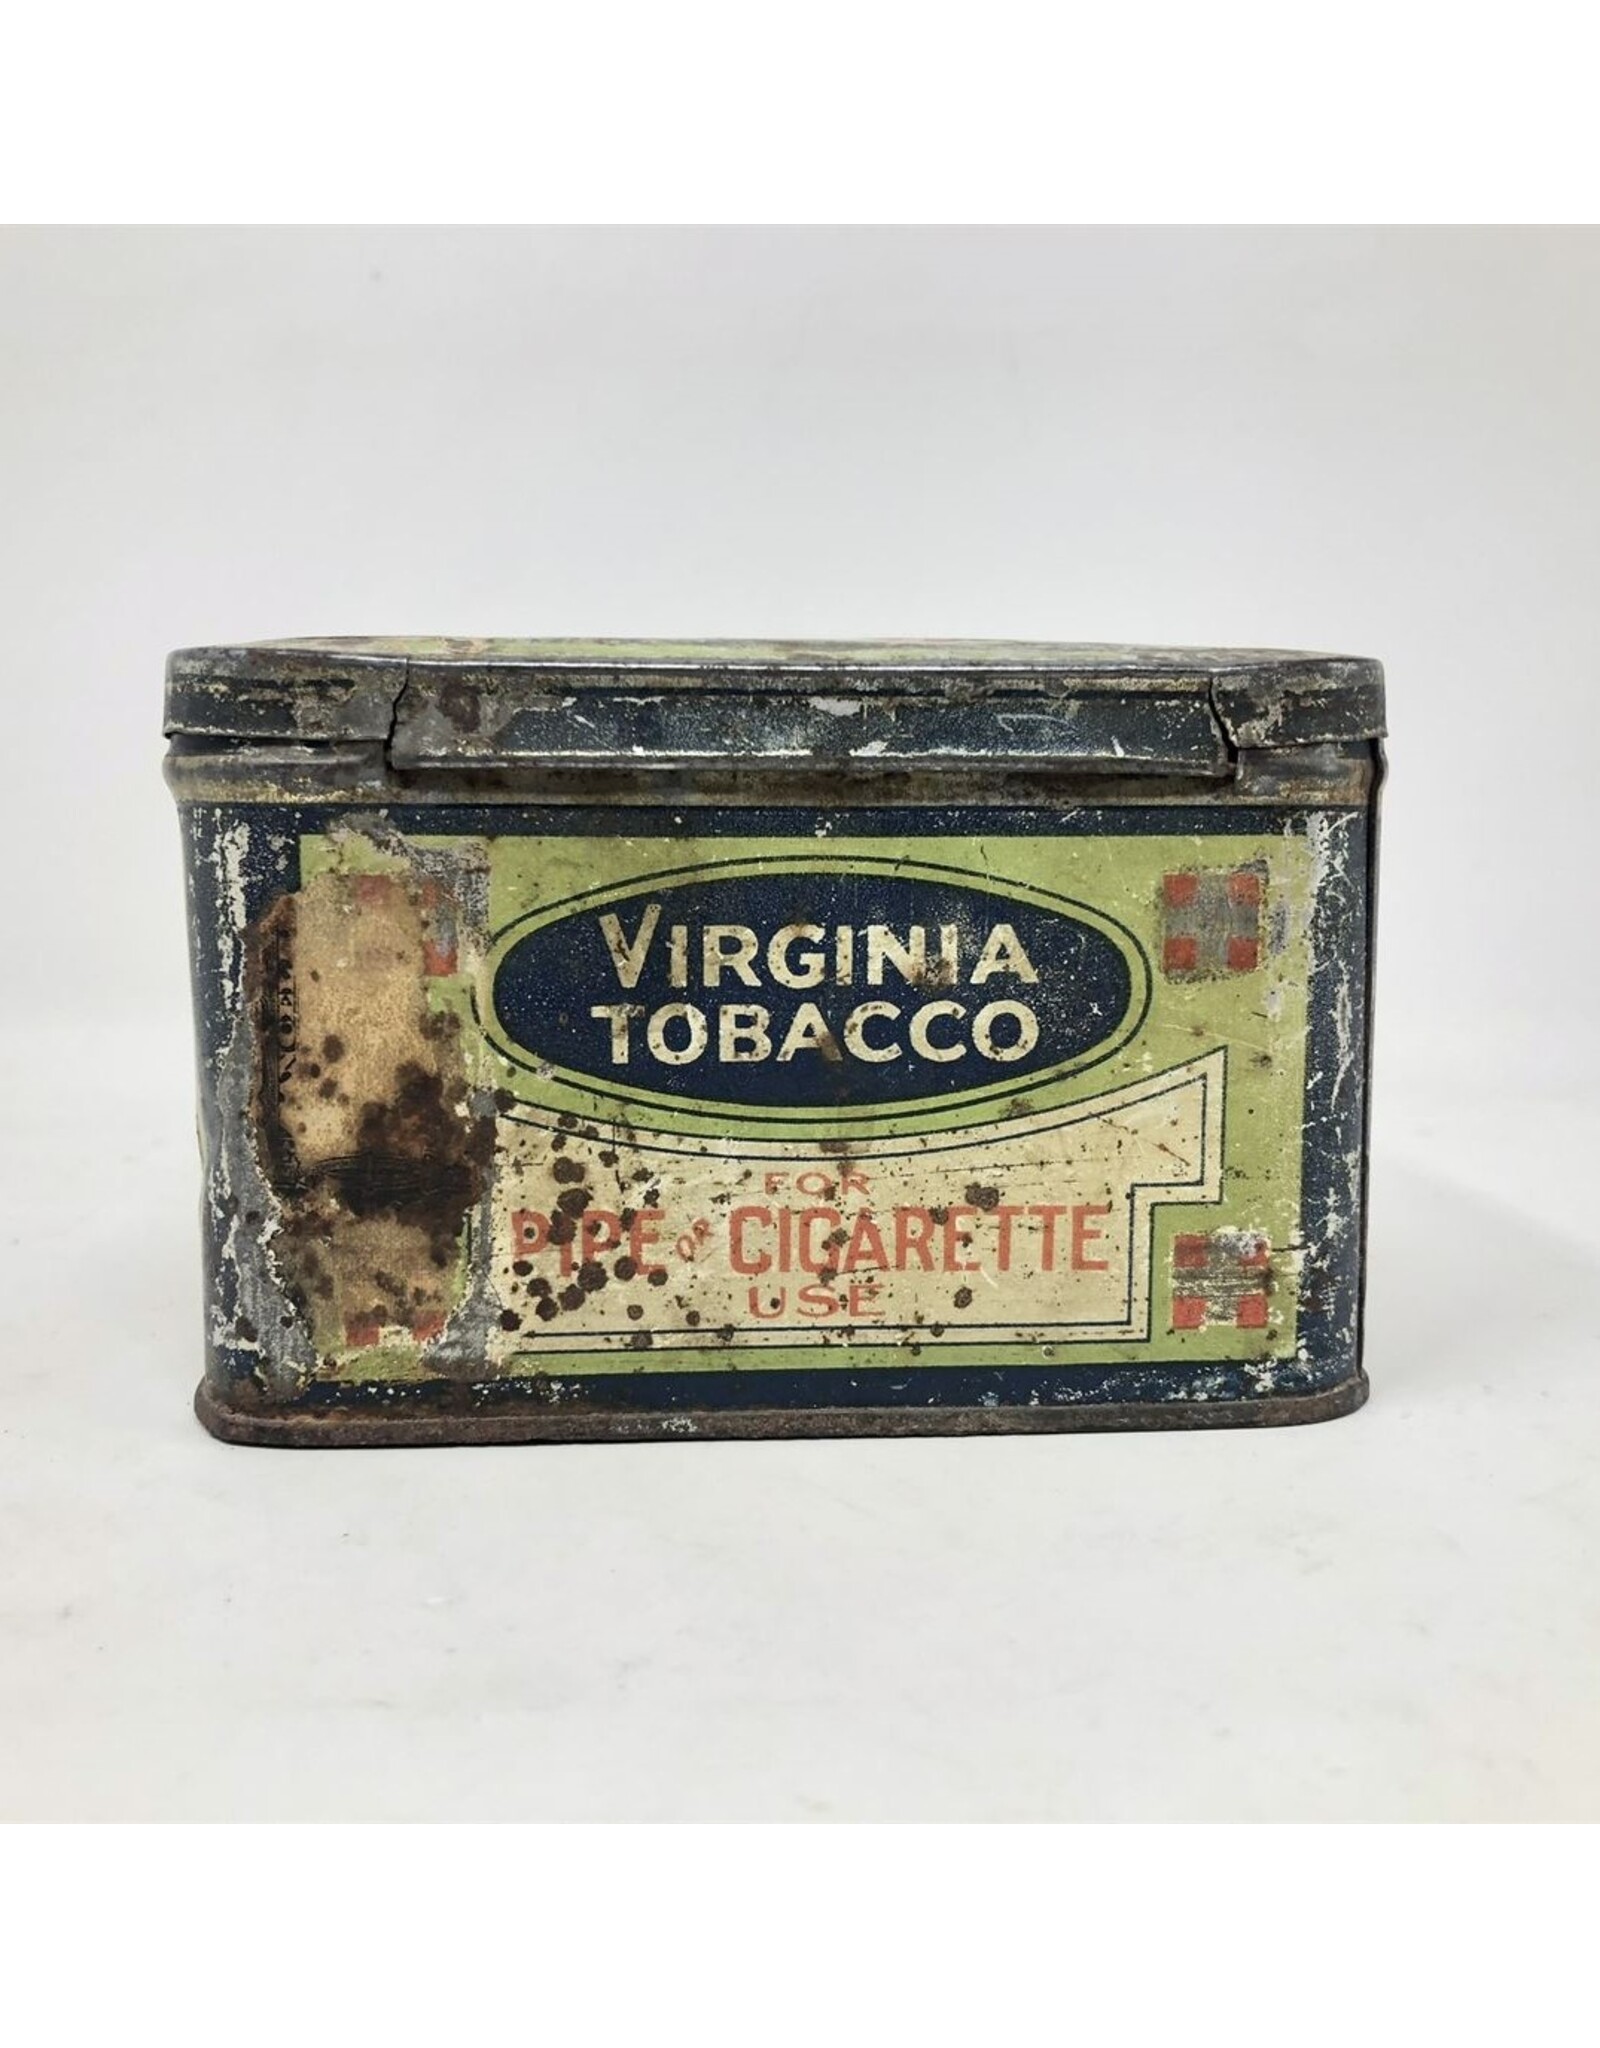 VIRGINIA
TOBACCO
FOR
PIPE OR CIGARETTE
USE